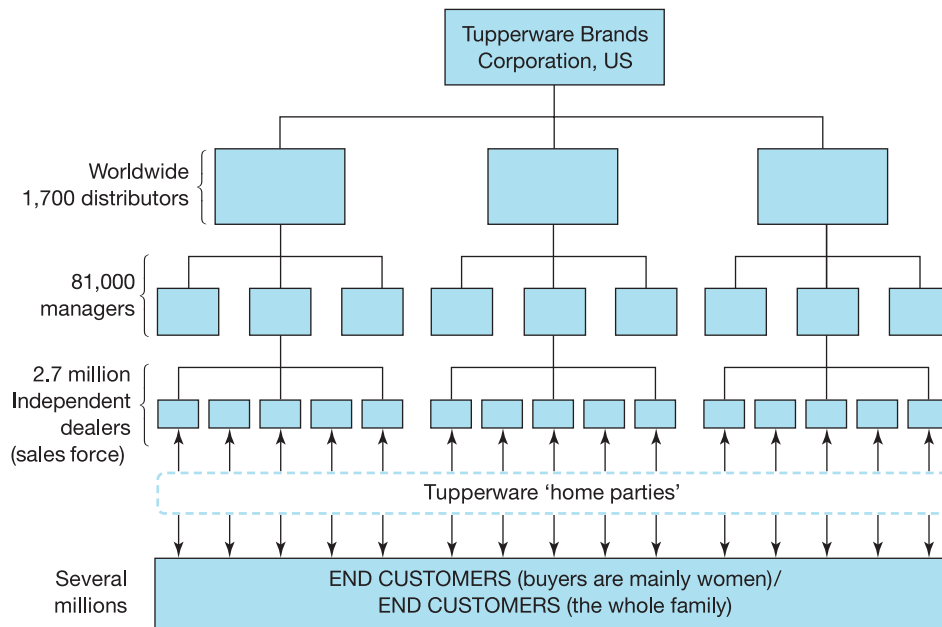 Tupperware Brands
Corporation, US
Worldwide
1,700 distributors
81,000
managers
2.7 million
Independent
dealers
(sales force)
Tupperware ‘home parties’
Several
millions
END CUSTOMERS (buyers are mainly women)/
END CUSTOMERS (the whole family)